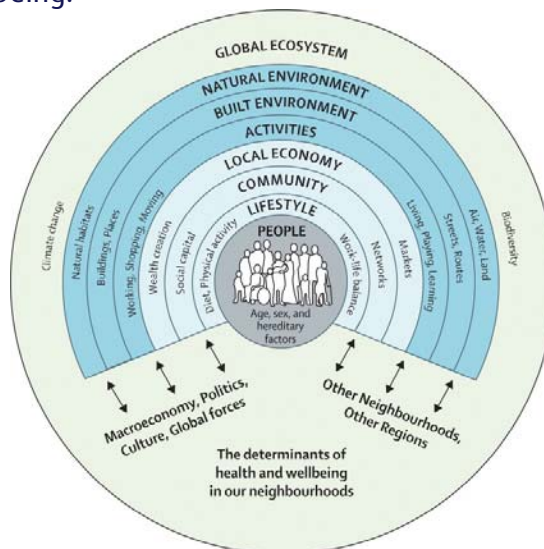 being.
GLOBAL ECOSYSTEM
NATURAL ENVIRONMENT
BUILT ENVIRONMENT
ACTIVITIES
LOCAL ECONOMY
COMMUNITY
LIFESTYLE
PEOPLE
Age, sex, and
hereditary
factors
Climate change
Natural habitats
Buildings, Places
Working, Shopping, Moving
Wealth creation
Social capital
Diet, Physical activity
Work-life balance
Networks
Markets
Living, Playing, Learning
Streets, Routes
Air, Water, Land
Biodiversity
Macroeconomy, Politics,
Culture, Global forces
Other Neighbourhoods,
Other Regions
The determinants of
health and wellbeing
in our neighbourhoods